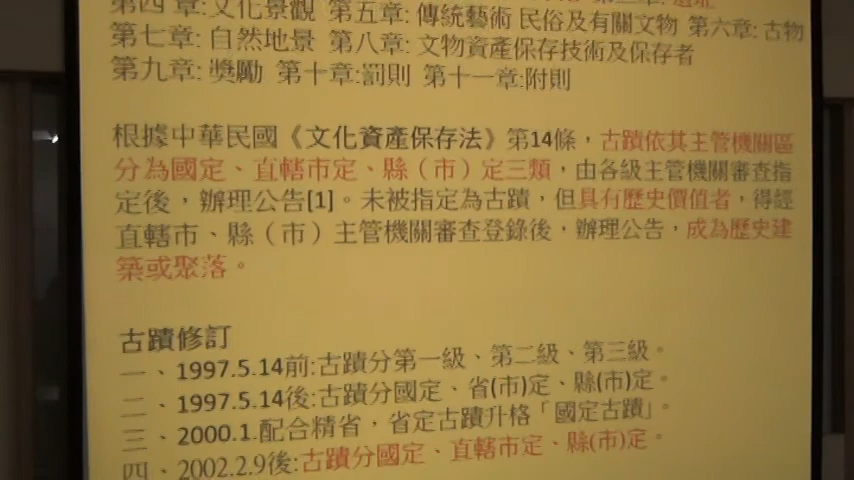 第四章:文化景觀 第五章: 傳統藝術 民俗及有關文物 第六章: 古物
第七章: 自然地景 第八章: 文物資產保存技術及保存者
第九章: 獎勵 第十章:罰則 第十一章:附則
根據中華民國《文化資產保存法》第14條，古蹟依其主管機關區
分為國定、直轄市定、縣（市）定三類，由各級主管機關審查指
定後，辦理公告[1]。未被指定為古蹟，但具有歷史價值者，得經
直轄市、縣（市）主管機關審查登錄後，辦理公告，成為歷史建
築或聚落。
古蹟修訂
一、1997.5.14前:古蹟分第一級、第二級、第三級。
二、1997.5.14後:古蹟分國定、省(市)定、縣(市)定。
三、2000.1.配合精省，省定古蹟升格「國定古蹟」。
四、2002.2.9後:古蹟分國定、直轄市定、縣(市)定。